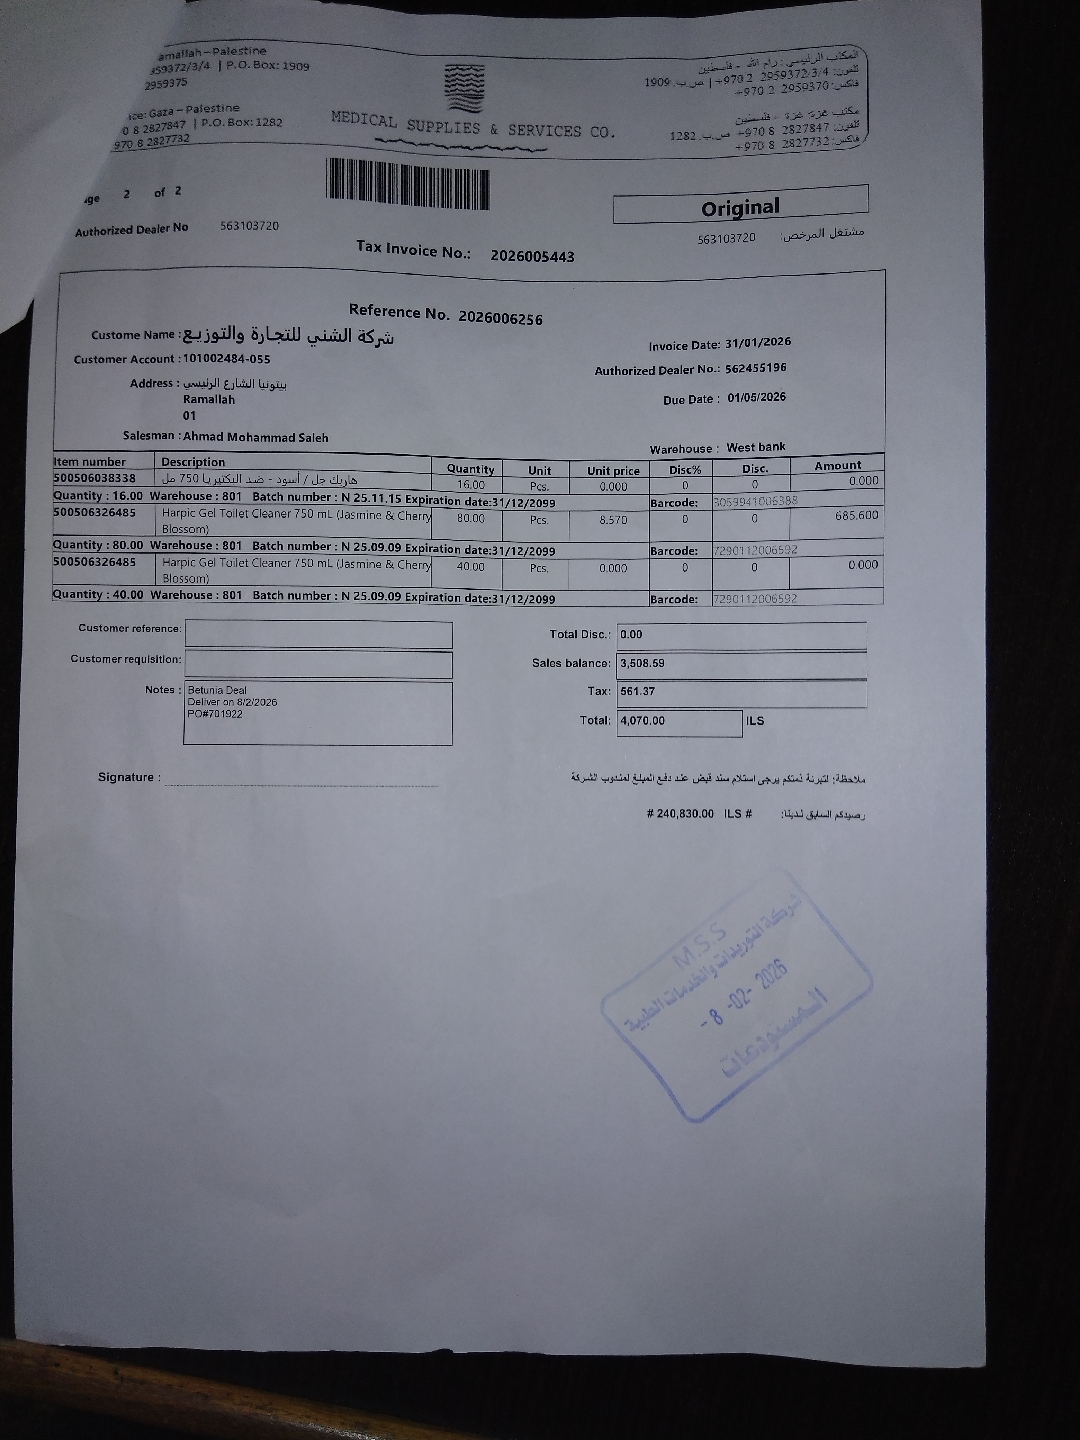 amallah – Palestine
959372/3/4 | P.O. Box: 1909
2959375
ice: Gaza – Palestine
0 8 2827847 | P.O. Box: 1282
970 8 2827732
MEDICAL SUPPLIES & SERVICES CO.
المكتب الرئيسي: رام الله - فلسطين
تلفون: 2959372/3/4 2 970+ | ص.ب. 1909
فاكس: 2959370 2 970+
مكتب غزة: غزة - فلسطين
تلفون: 2827847 8 970+ ص.ب. 1282
فاكس: 2827732 8 970+
ge 2 of 2
Original
Authorized Dealer No 563103720
مشتغل المرخص: 563103720
Tax Invoice No.: 2026005443
Reference No. 2026006256
Custome Name : شركة الشني للتجارة والتوزيع
Invoice Date: 31/01/2026
Customer Account : 101002484-055
Authorized Dealer No.: 562455196
Address : بيتونيا الشارع الرئيسي
Ramallah
01
Due Date : 01/05/2026
Salesman : Ahmad Mohammad Saleh
Warehouse : West bank
Item number Description Quantity Unit Unit price Disc% Disc. Amount
500506038338 هاربك جل / أسود - ضد البكتيريا 750 مل 16.00 Pcs. 0.000 0 0 0.000
Quantity : 16.00 Warehouse : 801 Batch number : N 25.11.15 Expiration date:31/12/2099 Barcode: 3059941006388
500506326485 Harpic Gel Toilet Cleaner 750 mL (Jasmine & Cherry 80.00 Pcs. 8.570 0 0 685.600
Blossom)
Quantity : 80.00 Warehouse : 801 Batch number : N 25.09.09 Expiration date:31/12/2099 Barcode: 7290112006592
500506326485 Harpic Gel Toilet Cleaner 750 mL (Jasmine & Cherry 40.00 Pcs. 0.000 0 0 0.000
Blossom)
Quantity : 40.00 Warehouse : 801 Batch number : N 25.09.09 Expiration date:31/12/2099 Barcode: 7290112006592
Customer reference:
Customer requisition:
Notes : Betunia Deal
Deliver on 8/2/2026
PO#701922
Total Disc.: 0.00
Sales balance: 3,508.59
Tax: 561.37
Total: 4,070.00 ILS
Signature :
ملاحظة: لتبرئة ذمتكم يرجى استلام سند قبض عند دفع المبلغ لمندوب الشركة
رصيدكم السابق لدينا: # 240,830.00 ILS #
M.S.S
شركة التوريدات والخدمات الطبية
- 8 -02- 2026
المستودعات